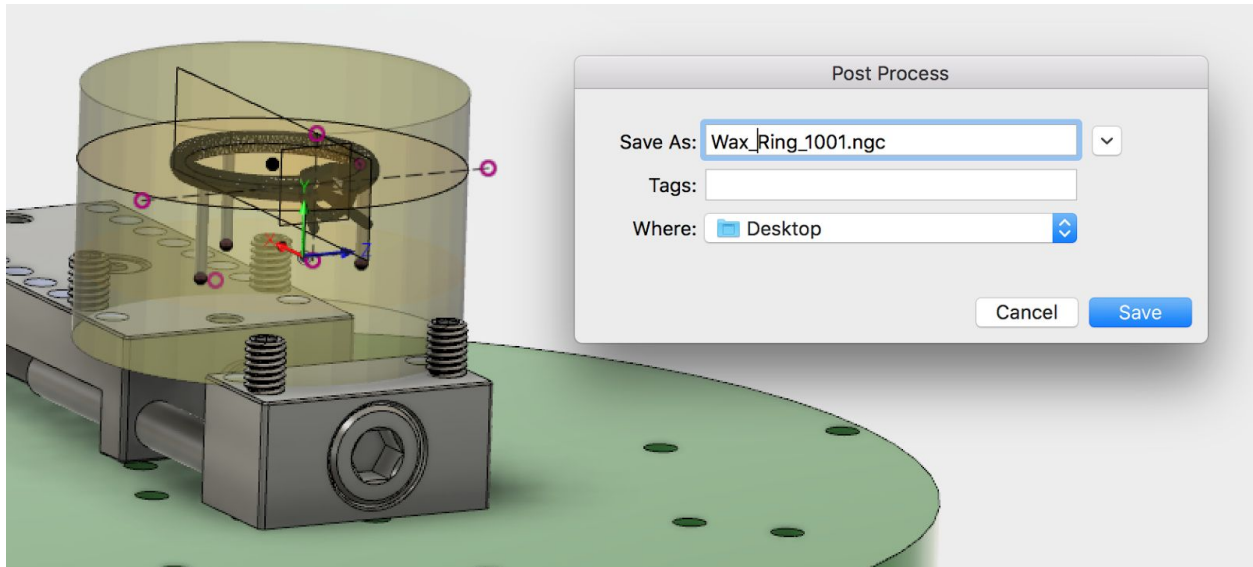 Post Process
Save As: Wax_Ring_1001.ngc
Tags:
Where: Desktop
Cancel Save
X Y Z